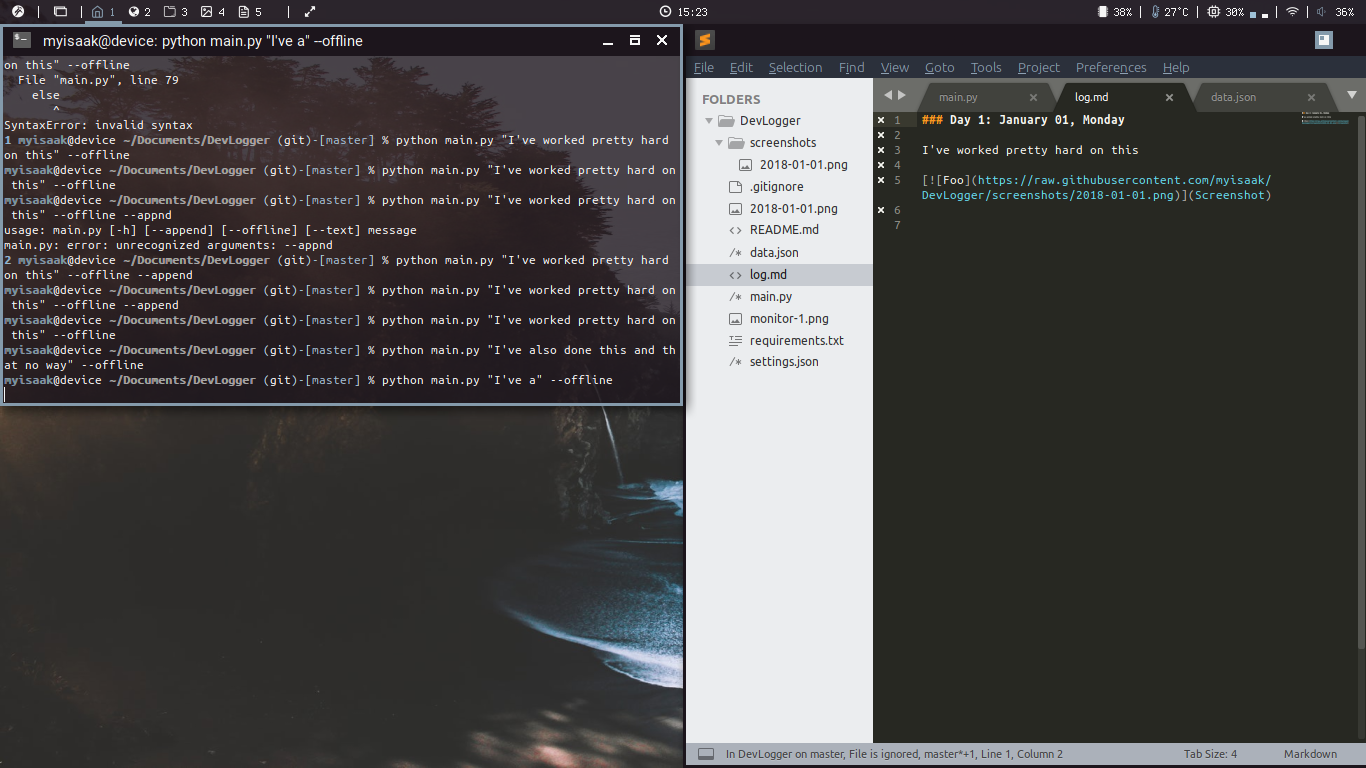 1 2 3 4 5 15:23 38% 27°C 30% 36%
myisaak@device: python main.py "I've a" --offline
on this" --offline
  File "main.py", line 79
    else
       ^
SyntaxError: invalid syntax
1 myisaak@device ~/Documents/DevLogger (git)-[master] % python main.py "I've worked pretty hard
on this" --offline
myisaak@device ~/Documents/DevLogger (git)-[master] % python main.py "I've worked pretty hard on
 this" --offline
myisaak@device ~/Documents/DevLogger (git)-[master] % python main.py "I've worked pretty hard on
 this" --offline --appnd
usage: main.py [-h] [--append] [--offline] [--text] message
main.py: error: unrecognized arguments: --appnd
2 myisaak@device ~/Documents/DevLogger (git)-[master] % python main.py "I've worked pretty hard
on this" --offline --append
myisaak@device ~/Documents/DevLogger (git)-[master] % python main.py "I've worked pretty hard on
 this" --offline --append
myisaak@device ~/Documents/DevLogger (git)-[master] % python main.py "I've worked pretty hard on
 this" --offline
myisaak@device ~/Documents/DevLogger (git)-[master] % python main.py "I've also done this and th
at no way" --offline
myisaak@device ~/Documents/DevLogger (git)-[master] % python main.py "I've a" --offline
File Edit Selection Find View Goto Tools Project Preferences Help
FOLDERS
DevLogger
screenshots
2018-01-01.png
.gitignore
2018-01-01.png
README.md
data.json
log.md
main.py
monitor-1.png
requirements.txt
settings.json
main.py log.md data.json
1 ### Day 1: January 01, Monday
2
3 I've worked pretty hard on this
4
5 [![Foo](https://raw.githubusercontent.com/myisaak/
DevLogger/screenshots/2018-01-01.png)](Screenshot)
6
7
In DevLogger on master, File is ignored, master*+1, Line 1, Column 2 Tab Size: 4 Markdown